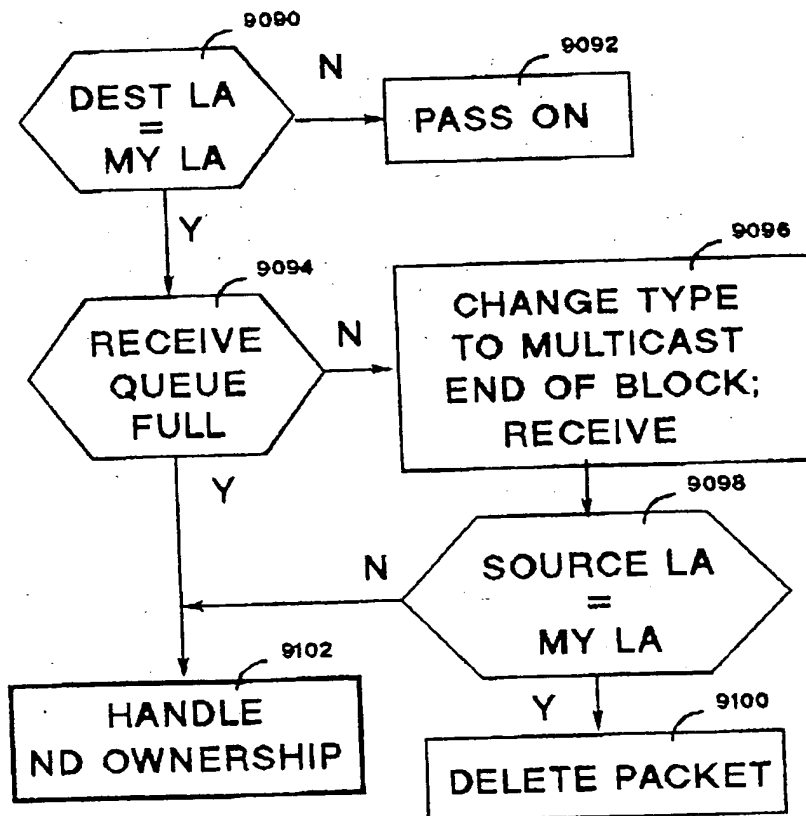 9090
DEST LA
=
MY LA
N
9092
PASS ON
Y
9094
RECEIVE
QUEUE
FULL
N
9096
CHANGE TYPE
TO MULTICAST
END OF BLOCK;
RECEIVE
Y
9098
SOURCE LA
=
MY LA
N
9102
HANDLE
ND OWNERSHIP
Y
9100
DELETE PACKET